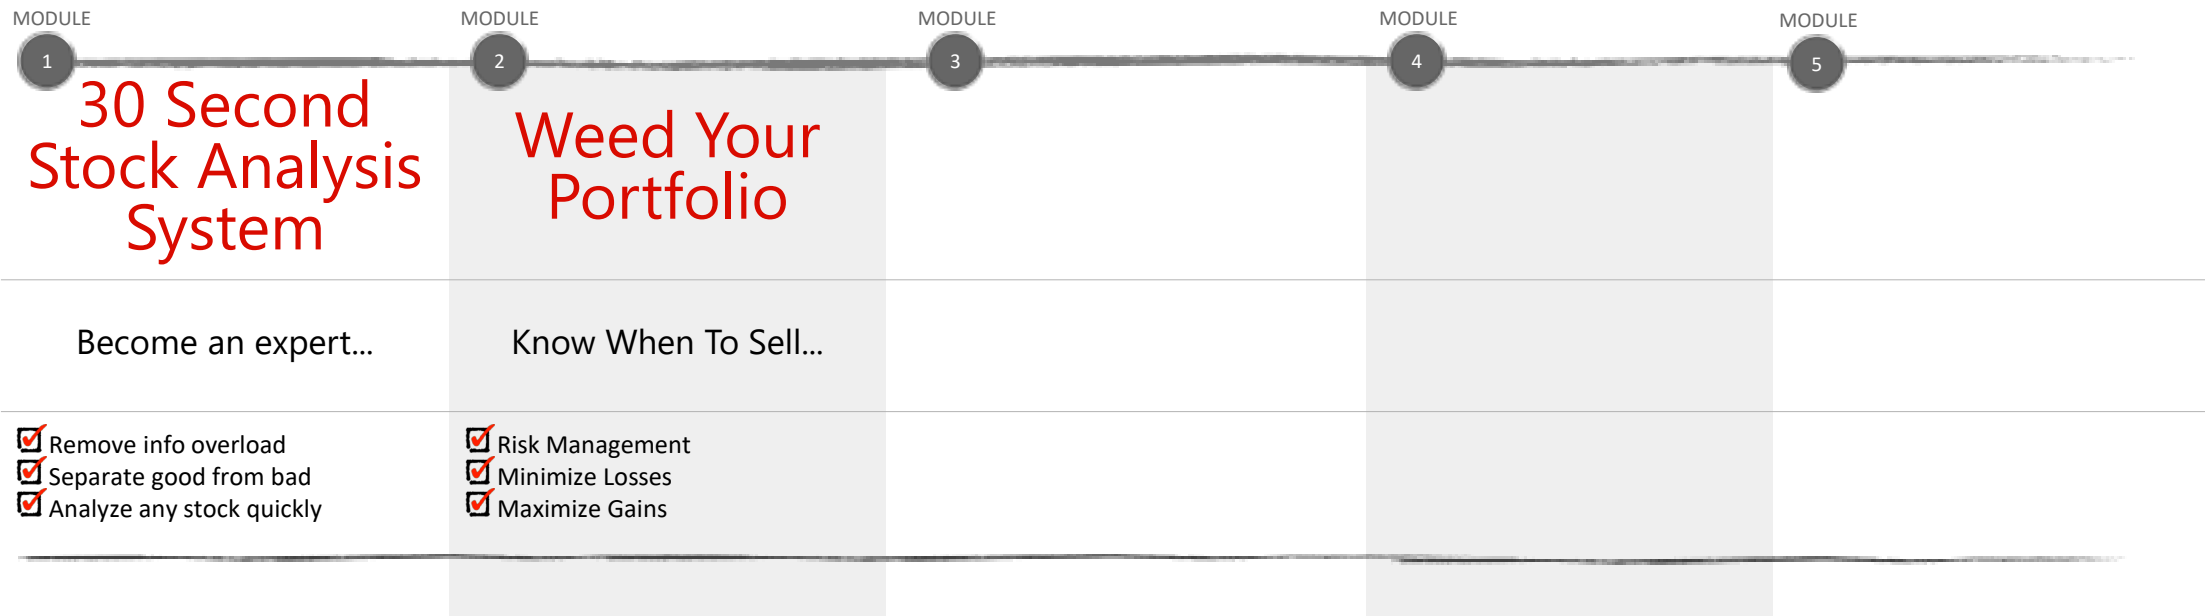 MODULE
MODULE
MODULE
MODULE
MODULE
1
2
3
4
5
30 Second
Stock Analysis
System
Weed Your
Portfolio
Become an expert...
Know When To Sell...
Remove info overload
Separate good from bad
Analyze any stock quickly
Risk Management
Minimize Losses
Maximize Gains